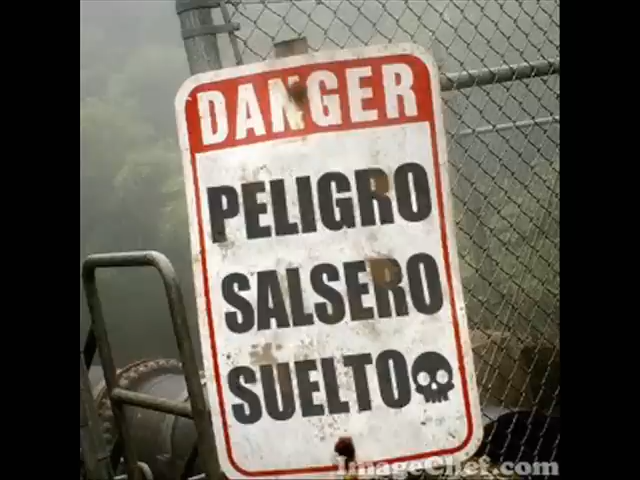 DANGER
PELIGRO
SALSERO
SUELTO
ImageChef.com